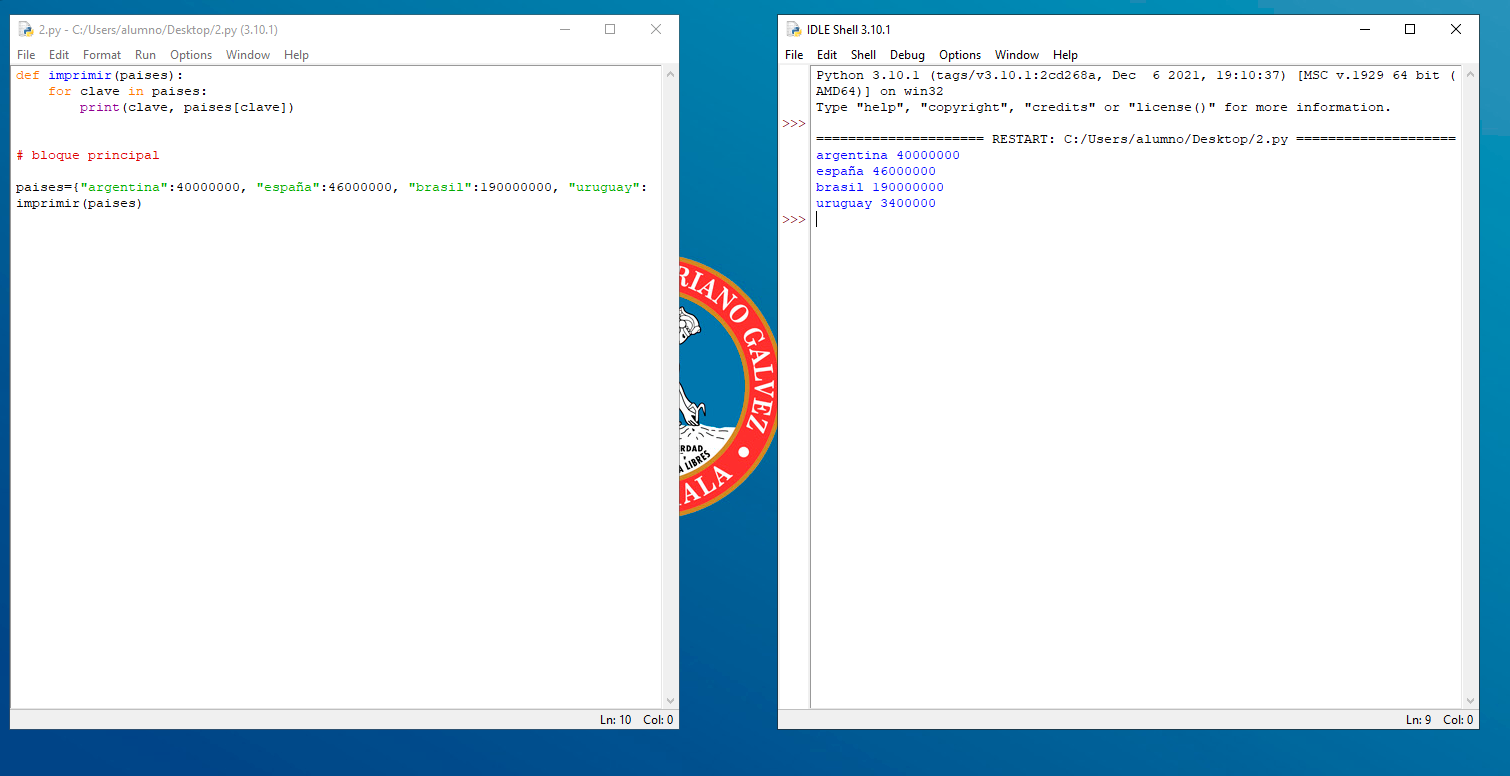 2.py - C:/Users/alumno/Desktop/2.py (3.10.1)
File Edit Format Run Options Window Help
def imprimir(paises):
    for clave in paises:
        print(clave, paises[clave])
# bloque principal
paises={"argentina":40000000, "españa":46000000, "brasil":190000000, "uruguay":
imprimir(paises)
Ln: 10 Col: 0
RIANO GALVEZ
RDAD
A LIBRES
ALA
IDLE Shell 3.10.1
File Edit Shell Debug Options Window Help
Python 3.10.1 (tags/v3.10.1:2cd268a, Dec  6 2021, 19:10:37) [MSC v.1929 64 bit (
AMD64)] on win32
Type "help", "copyright", "credits" or "license()" for more information.
>>>
===================== RESTART: C:/Users/alumno/Desktop/2.py ====================
argentina 40000000
españa 46000000
brasil 190000000
uruguay 3400000
>>>
Ln: 9 Col: 0